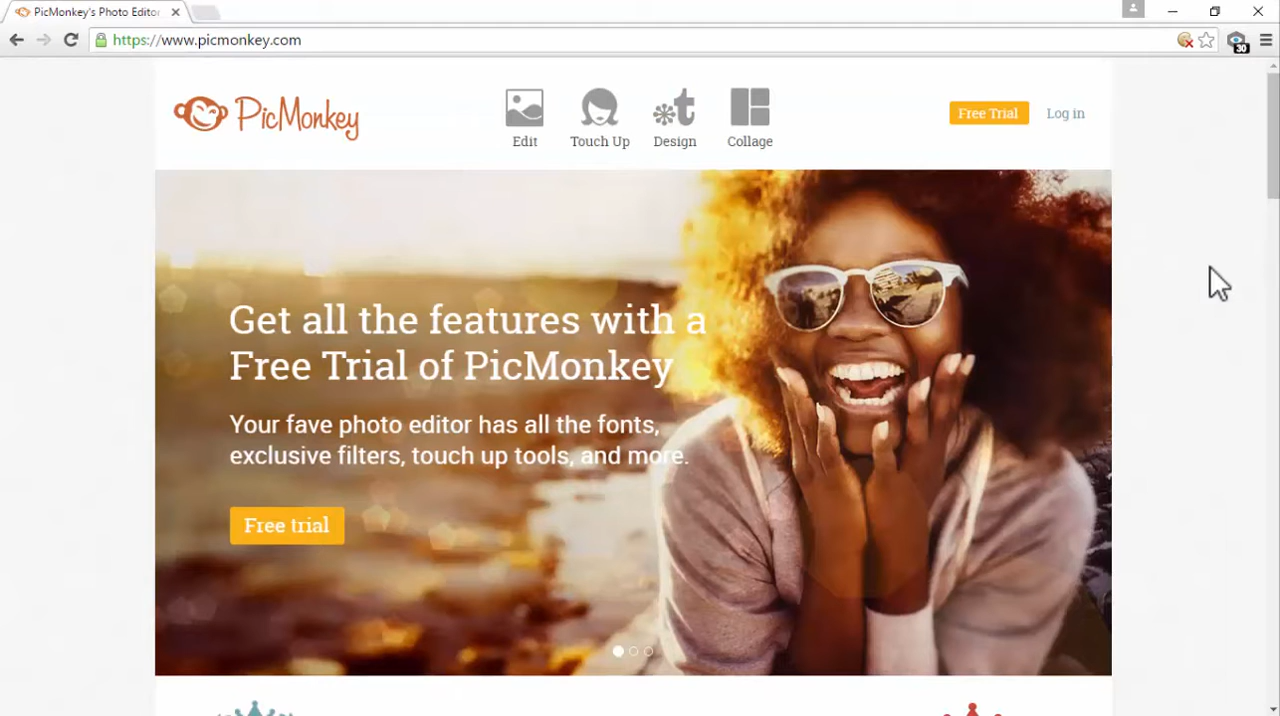 PicMonkey's Photo Editor
https://www.picmonkey.com
30
PicMonkey
Edit
Touch Up
Design
Collage
Free Trial
Log in
Get all the features with a
Free Trial of PicMonkey
Your fave photo editor has all the fonts,
exclusive filters, touch up tools, and more.
Free trial